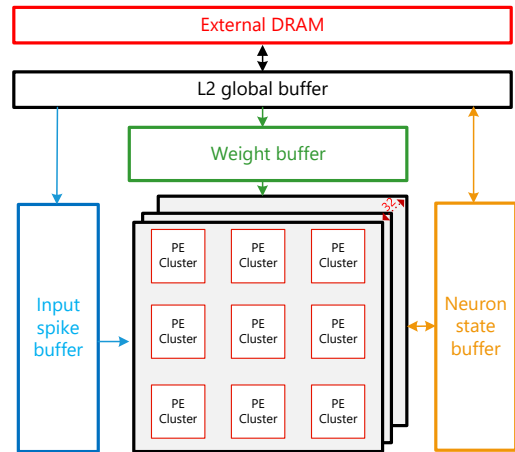 External DRAM
L2 global buffer
Weight buffer
32
PE
Cluster
PE
Cluster
PE
Cluster
Input
spike
buffer
PE
Cluster
PE
Cluster
PE
Cluster
Neuron
state
buffer
PE
Cluster
PE
Cluster
PE
Cluster